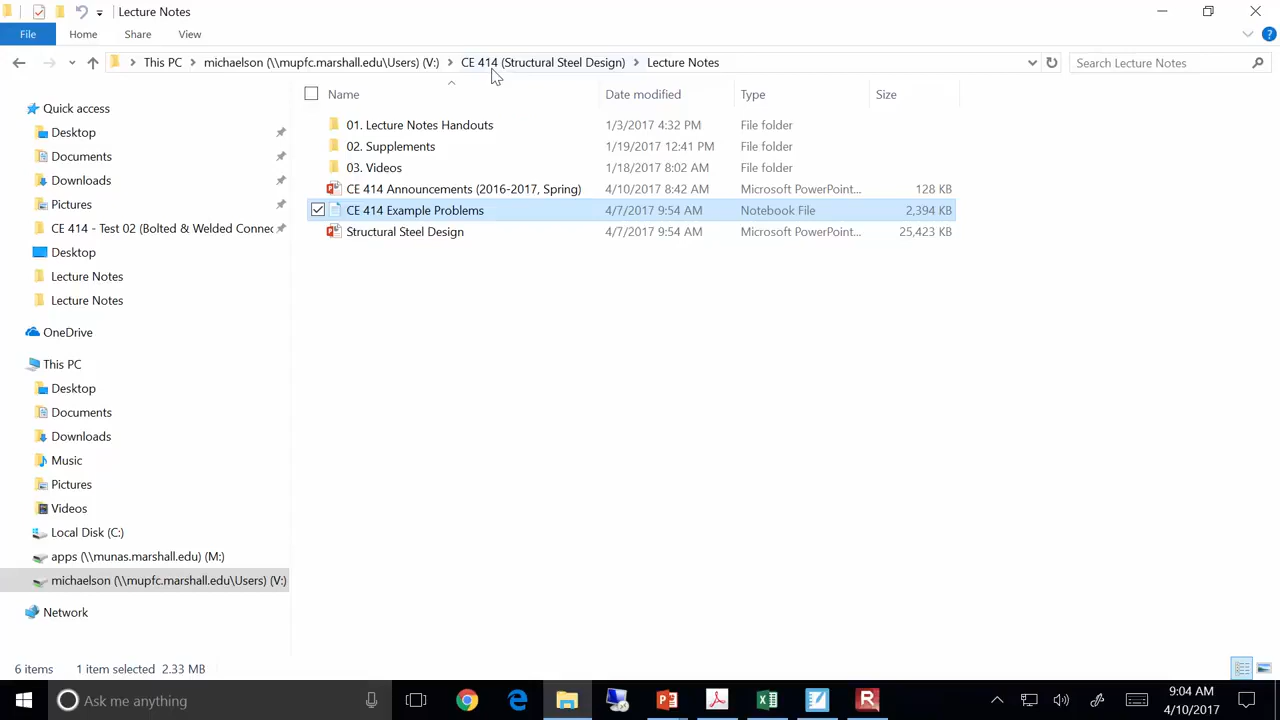 Lecture Notes
File Home Share View
This PC michaelson (\\mupfc.marshall.edu\Users) (V:) CE 414 (Structural Steel Design) Lecture Notes Search Lecture Notes
Name Date modified Type Size
Quick access
Desktop
Documents
Downloads
Pictures
CE 414 - Test 02 (Bolted & Welded Connec
Desktop
Lecture Notes
Lecture Notes
OneDrive
This PC
Desktop
Documents
Downloads
Music
Pictures
Videos
Local Disk (C:)
apps (\\munas.marshall.edu) (M:)
michaelson (\\mupfc.marshall.edu\Users) (V:)
Network
01. Lecture Notes Handouts 1/3/2017 4:32 PM File folder
02. Supplements 1/19/2017 12:41 PM File folder
03. Videos 1/18/2017 8:02 AM File folder
CE 414 Announcements (2016-2017, Spring) 4/10/2017 8:42 AM Microsoft PowerPoint... 128 KB
CE 414 Example Problems 4/7/2017 9:54 AM Notebook File 2,394 KB
Structural Steel Design 4/7/2017 9:54 AM Microsoft PowerPoint... 25,423 KB
6 items 1 item selected 2.33 MB
Ask me anything
9:04 AM
4/10/2017